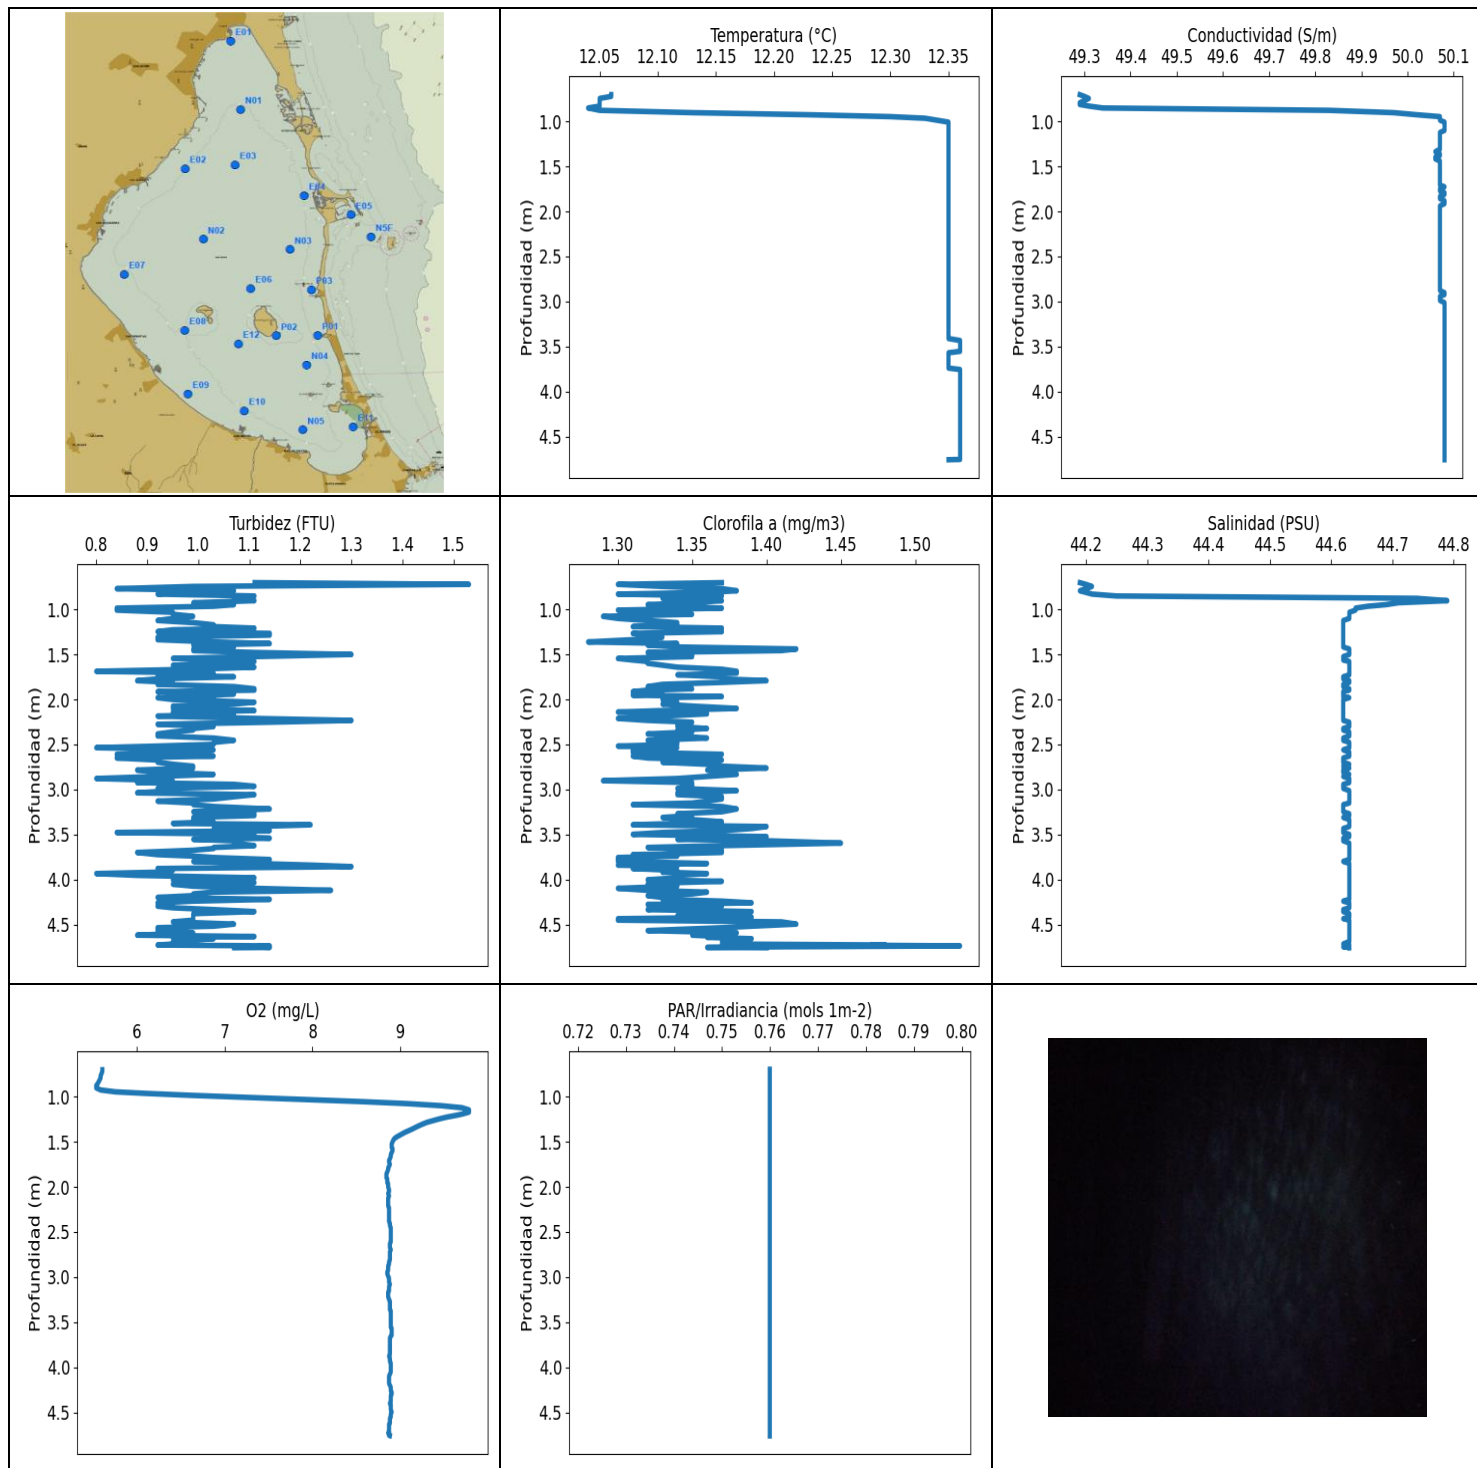 E01
N01
E02
E03
E04
E05
N5F
N02
N03
E07
E06
P03
E08
E12
P02
P01
N04
E09
E10
N05
E11
Temperatura (°C)
12.05 12.10 12.15 12.20 12.25 12.30 12.35
Profundidad (m)
1.0
1.5
2.0
2.5
3.0
3.5
4.0
4.5
Conductividad (S/m)
49.3 49.4 49.5 49.6 49.7 49.8 49.9 50.0 50.1
Profundidad (m)
1.0
1.5
2.0
2.5
3.0
3.5
4.0
4.5
Turbidez (FTU)
0.8 0.9 1.0 1.1 1.2 1.3 1.4 1.5
Profundidad (m)
1.0
1.5
2.0
2.5
3.0
3.5
4.0
4.5
Clorofila a (mg/m3)
1.30 1.35 1.40 1.45 1.50
Profundidad (m)
1.0
1.5
2.0
2.5
3.0
3.5
4.0
4.5
Salinidad (PSU)
44.2 44.3 44.4 44.5 44.6 44.7 44.8
Profundidad (m)
1.0
1.5
2.0
2.5
3.0
3.5
4.0
4.5
O2 (mg/L)
6 7 8 9
Profundidad (m)
1.0
1.5
2.0
2.5
3.0
3.5
4.0
4.5
PAR/Irradiancia (mols 1m-2)
0.72 0.73 0.74 0.75 0.76 0.77 0.78 0.79 0.80
Profundidad (m)
1.0
1.5
2.0
2.5
3.0
3.5
4.0
4.5